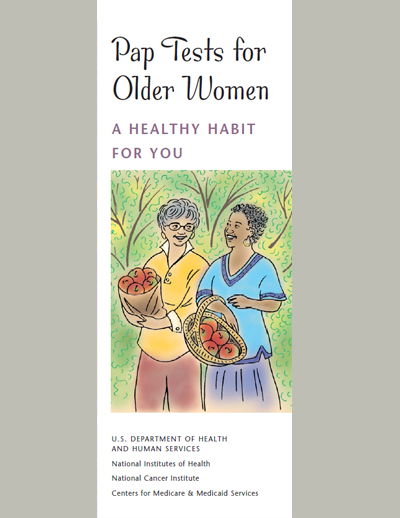 Pap Tests for
Older Women
A HEALTHY HABIT
FOR YOU
U.S. DEPARTMENT OF HEALTH
AND HUMAN SERVICES
National Institutes of Health
National Cancer Institute
Centers for Medicare & Medicaid Services